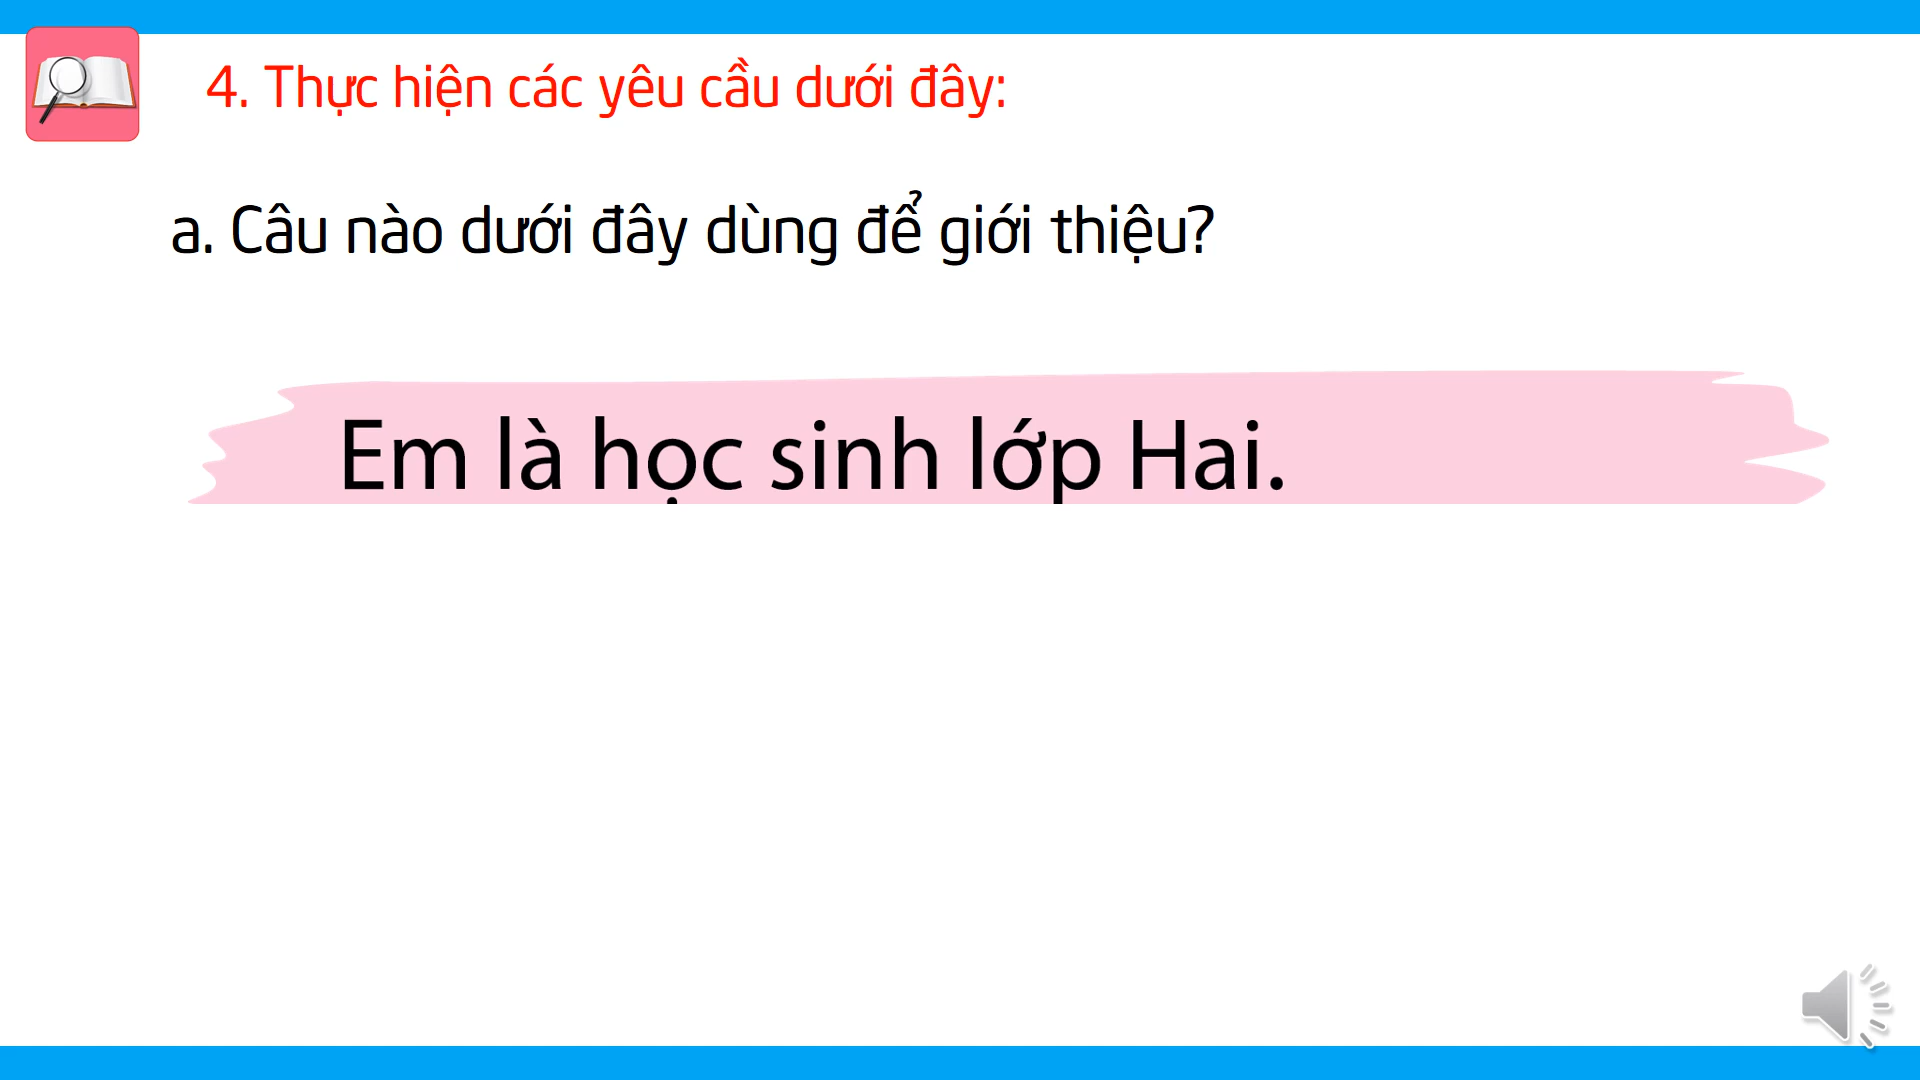 4. Thực hiện các yêu cầu dưới đây:
a. Câu nào dưới đây dùng để giới thiệu?
Em là học sinh lớp Hai.